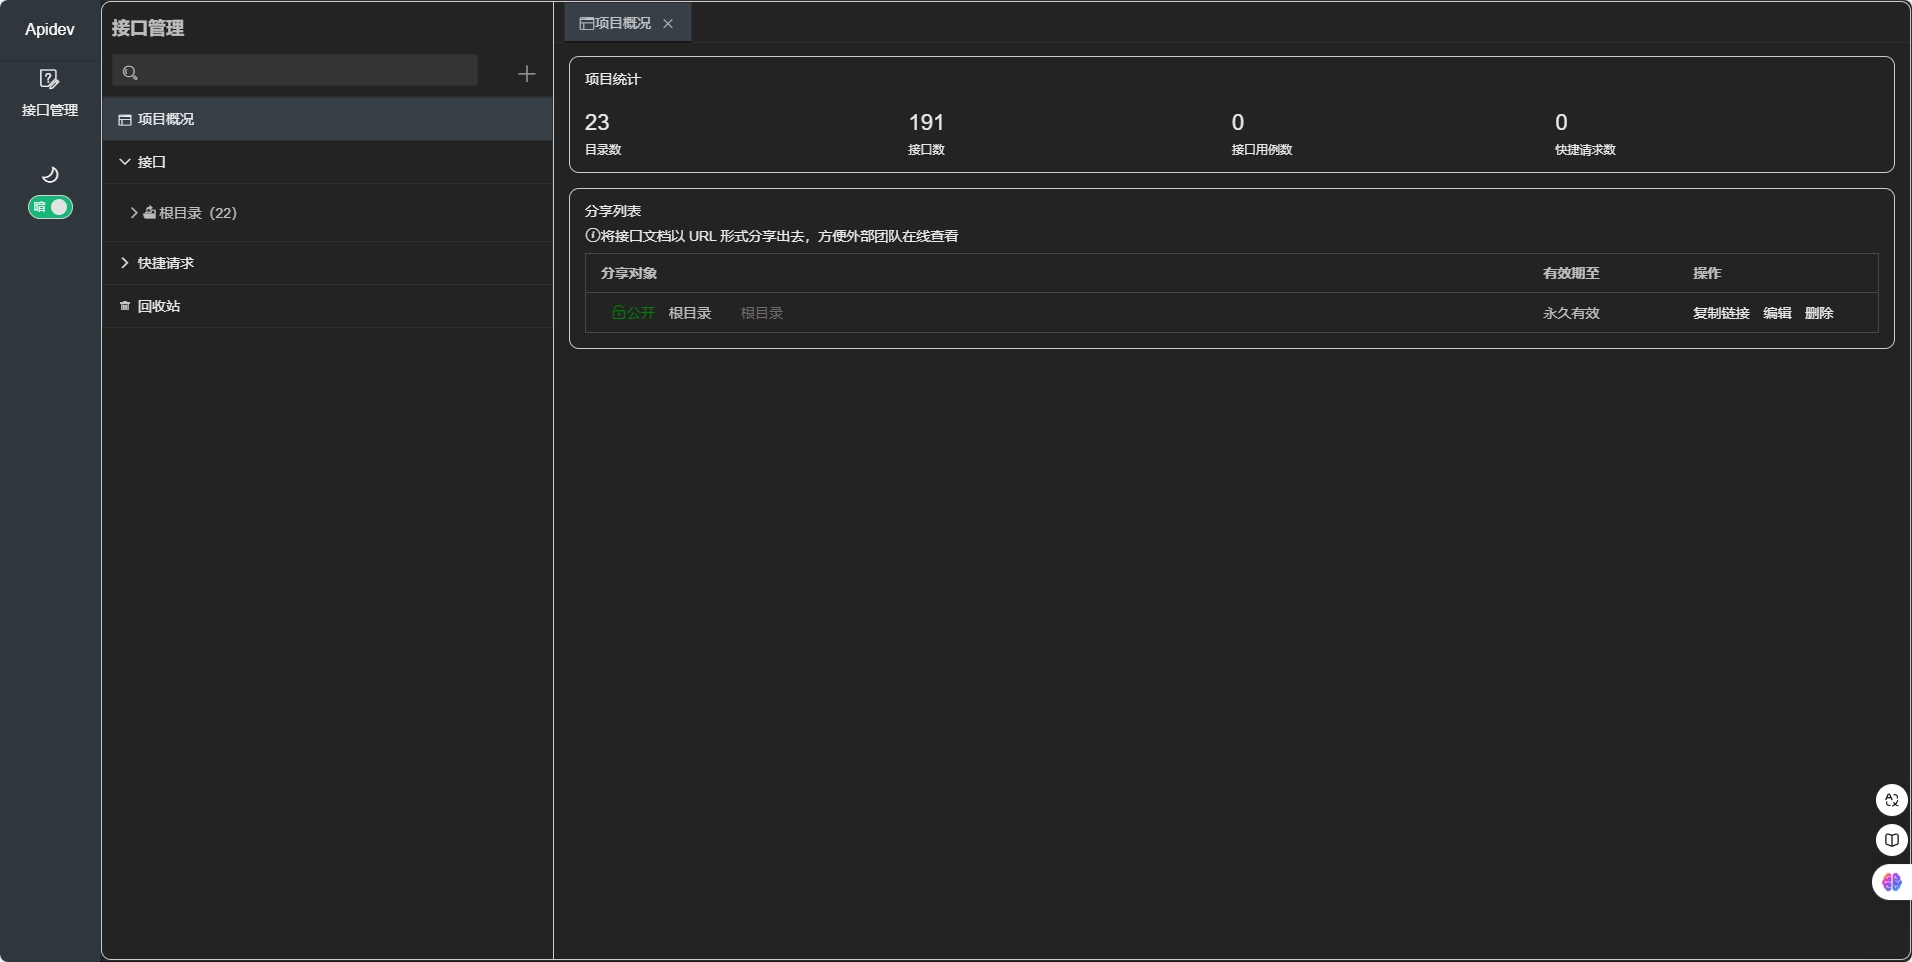 Apidev
接口管理
暗
接口管理
项目概况
接口
根目录（22）
快捷请求
回收站
项目概况
项目统计
23
目录数
191
接口数
0
接口用例数
0
快捷请求数
分享列表
将接口文档以 URL 形式分享出去，方便外部团队在线查看
分享对象 有效期至 操作
公开 根目录 根目录 永久有效 复制链接 编辑 删除